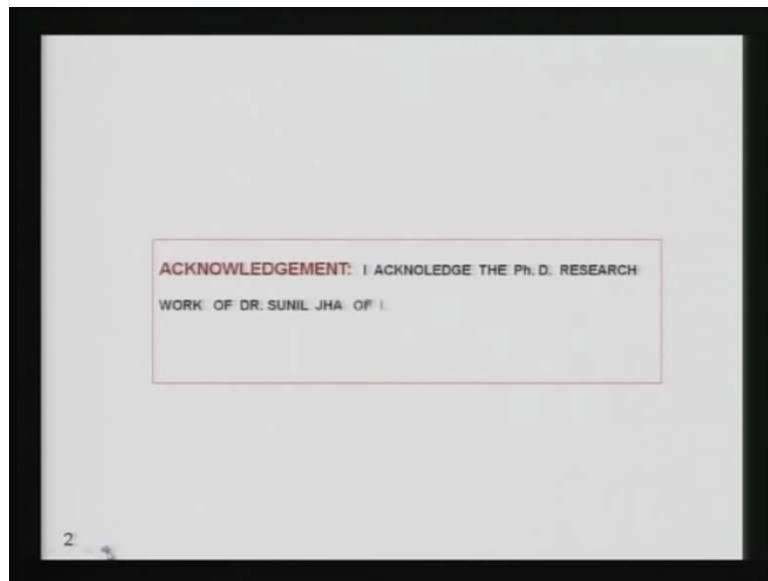 ACKNOWLEDGEMENT: I ACKNOLEDGE THE Ph. D. RESEARCH
WORK OF DR. SUNIL JHA OF
2